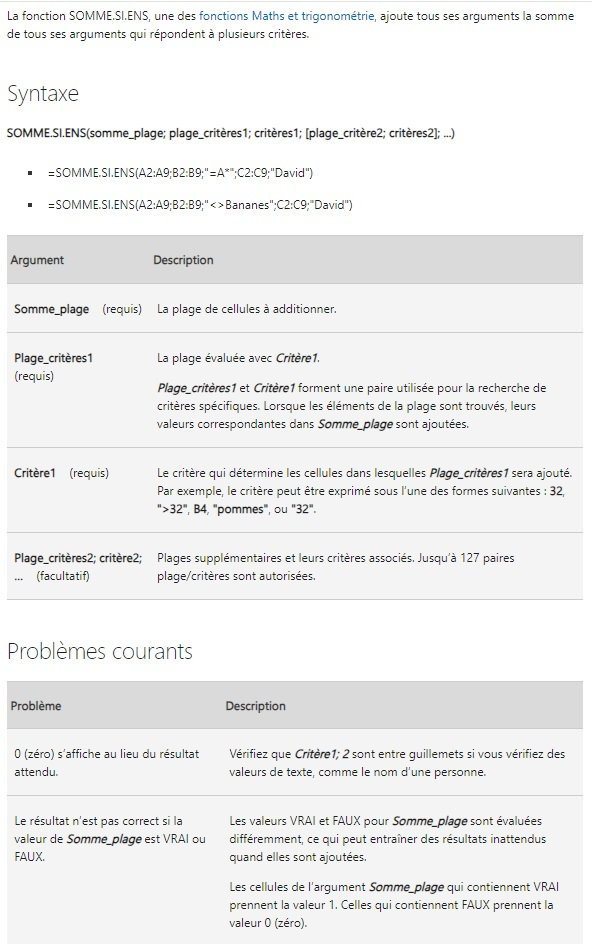 La fonction SOMME.SI.ENS, une des fonctions Maths et trigonométrie, ajoute tous ses arguments la somme
de tous ses arguments qui répondent à plusieurs critères.
Syntaxe
SOMME.SI.ENS(somme_plage; plage_critères1; critères1; [plage_critère2; critères2]; ...)
▪ =SOMME.SI.ENS(A2:A9;B2:B9;"=A*";C2:C9;"David")
▪ =SOMME.SI.ENS(A2:A9;B2:B9;"<>Bananes";C2:C9;"David")
Argument Description
Somme_plage (requis) La plage de cellules à additionner.
Plage_critères1
(requis)
La plage évaluée avec Critère1.
Plage_critères1 et Critère1 forment une paire utilisée pour la recherche de
critères spécifiques. Lorsque les éléments de la plage sont trouvés, leurs
valeurs correspondantes dans Somme_plage sont ajoutées.
Critère1 (requis)
Le critère qui détermine les cellules dans lesquelles Plage_critères1 sera ajouté.
Par exemple, le critère peut être exprimé sous l'une des formes suivantes : 32,
">32", B4, "pommes", ou "32".
Plage_critères2; critère2;
... (facultatif)
Plages supplémentaires et leurs critères associés. Jusqu'à 127 paires
plage/critères sont autorisées.
Problèmes courants
Problème Description
0 (zéro) s'affiche au lieu du résultat
attendu.
Vérifiez que Critère1; 2 sont entre guillemets si vous vérifiez des
valeurs de texte, comme le nom d'une personne.
Le résultat n'est pas correct si la
valeur de Somme_plage est VRAI ou
FAUX.
Les valeurs VRAI et FAUX pour Somme_plage sont évaluées
différemment, ce qui peut entraîner des résultats inattendus
quand elles sont ajoutées.
Les cellules de l'argument Somme_plage qui contiennent VRAI
prennent la valeur 1. Celles qui contiennent FAUX prennent la
valeur 0 (zéro).